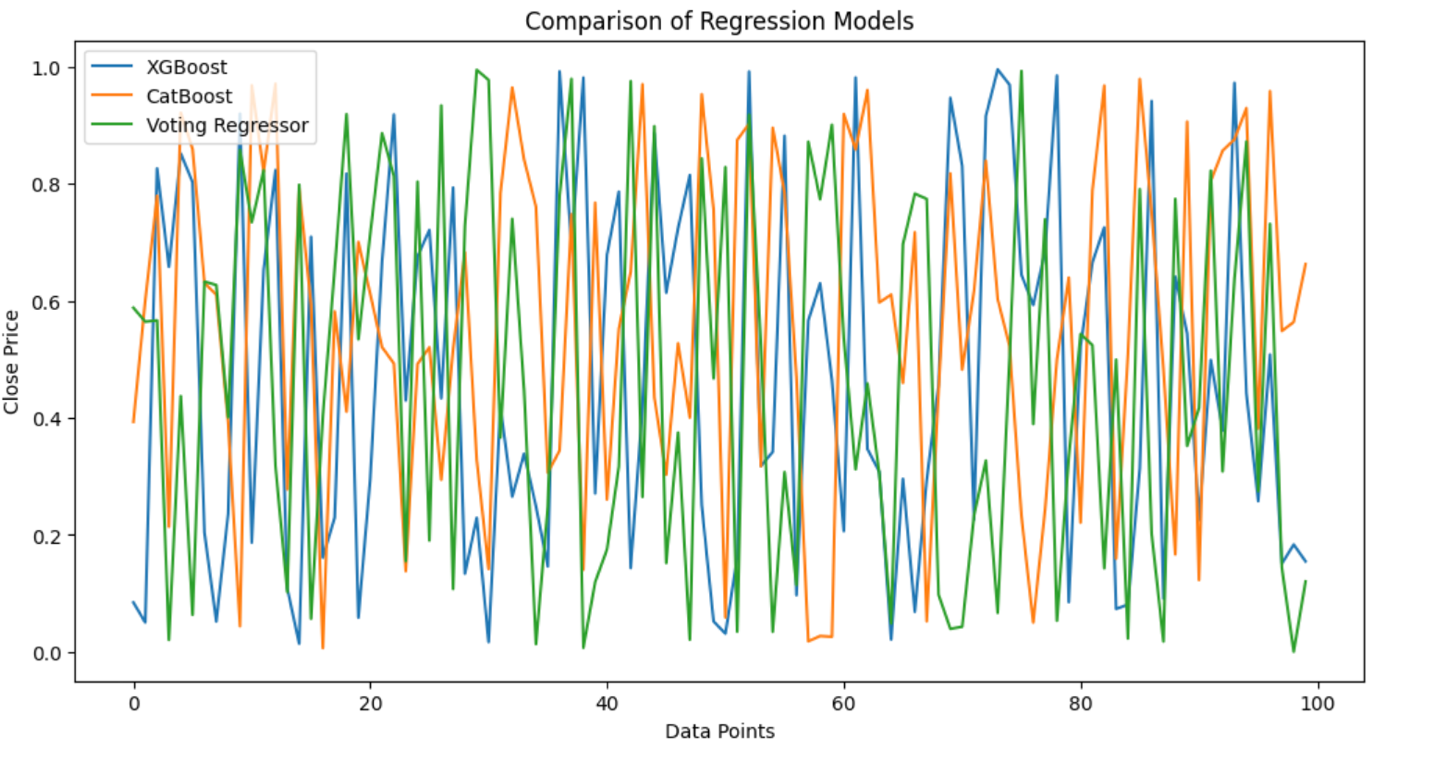 Comparison of Regression Models
XGBoost
CatBoost
Voting Regressor
1.0
0.8
0.6
0.4
0.2
0.0
Close Price
0 20 40 60 80 100
Data Points